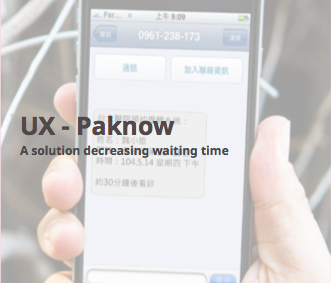 Far...
上午 9:09
0961-238-173
通話
加入聯絡資訊
UX - Paknow
A solution decreasing waiting time
時間：104.5.14 星期四 下午
約30分鐘後看診